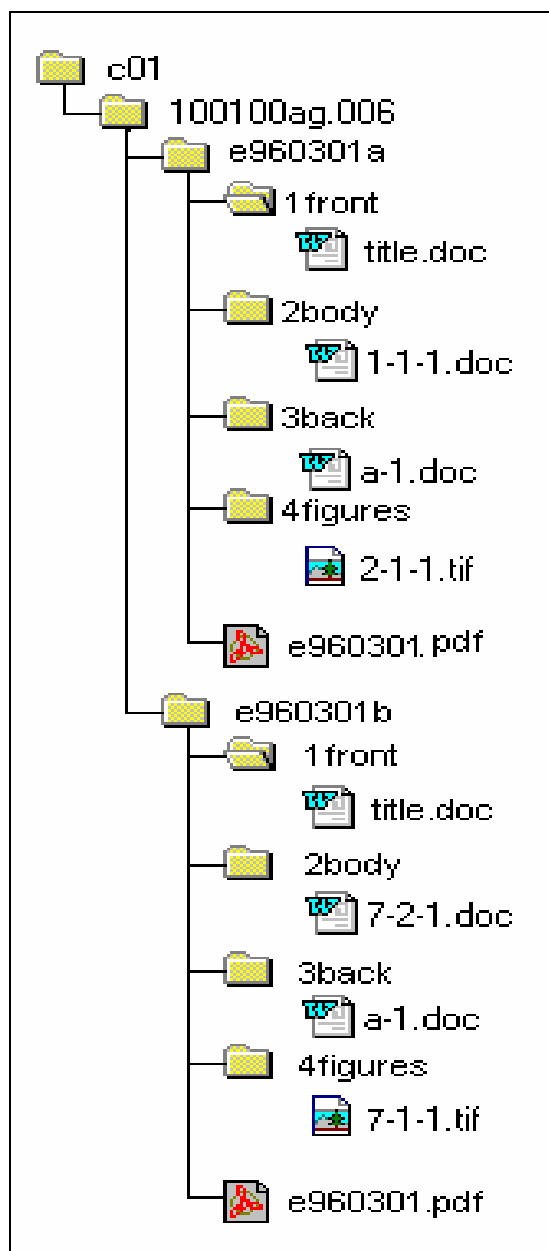 c01
100100ag.006
e960301a
1front
title.doc
2body
1-1-1.doc
3back
a-1.doc
4figures
2-1-1.tif
e960301.pdf
e960301b
1front
title.doc
2body
7-2-1.doc
3back
a-1.doc
4figures
7-1-1.tif
e960301.pdf